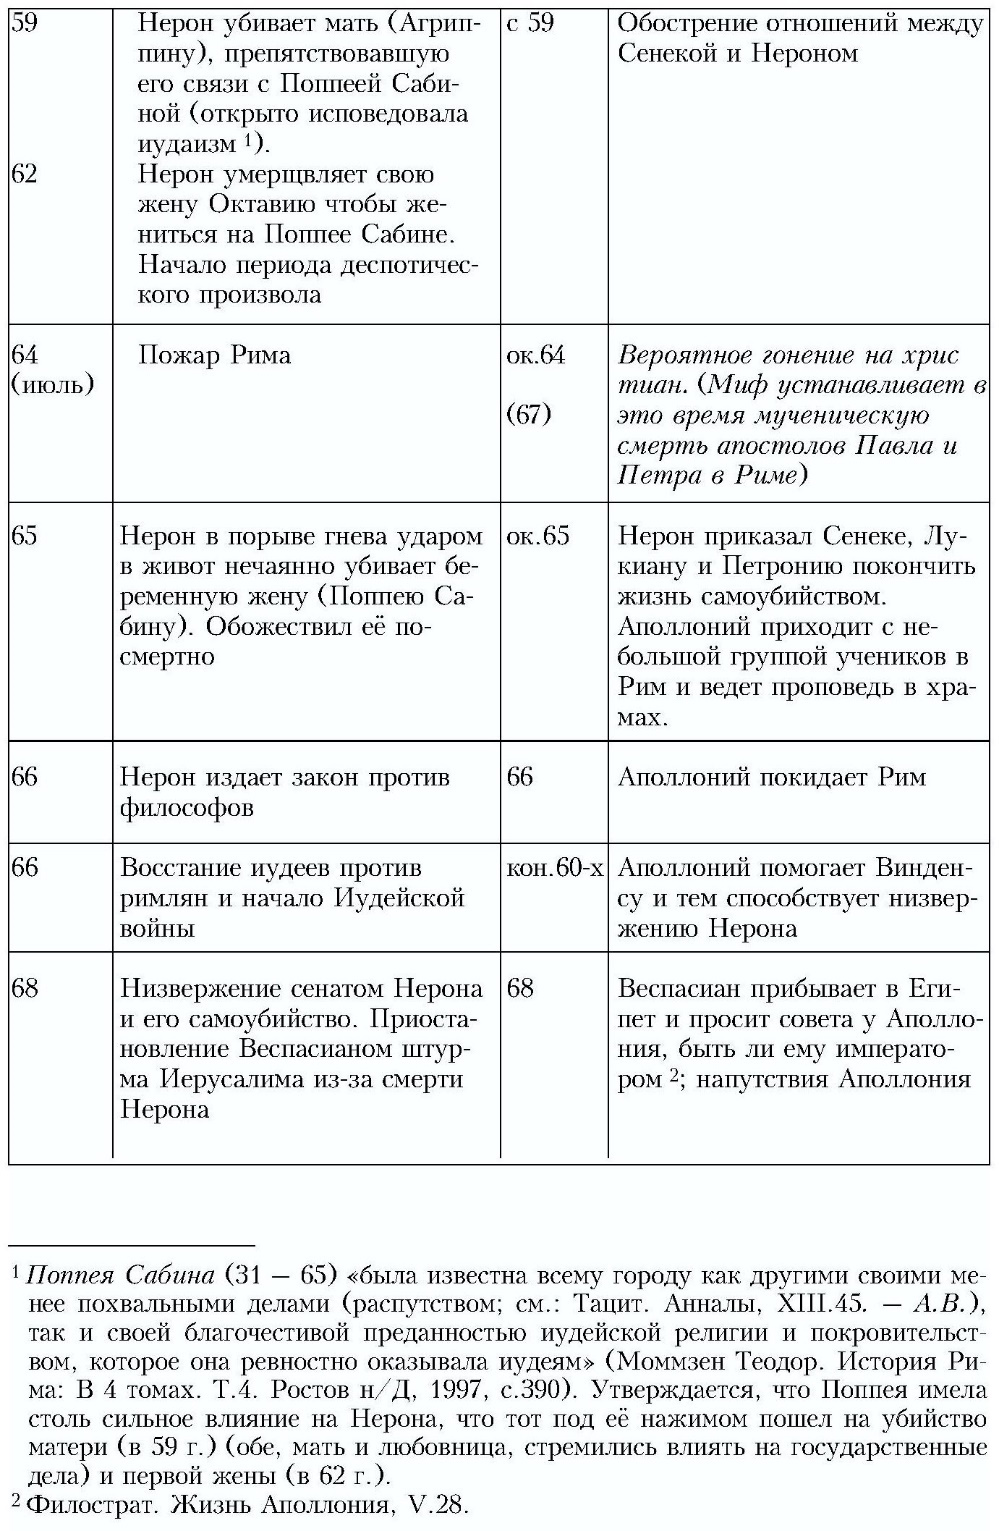 59
Нерон убивает мать (Агрип-
пину), препятствовавшую
его связи с Поппеей Саби-
ной (открыто исповедовала
иудаизм 1).
с 59
Обострение отношений между
Сенекой и Нероном
62
Нерон умерщвляет свою
жену Октавию чтобы же-
ниться на Поппее Сабине.
Начало периода деспотичес-
кого произвола
64
(июль)
Пожар Рима
ок.64
(67)
Вероятное гонение на хрис
тиан. (Миф устанавливает в
это время мученическую
смерть апостолов Павла и
Петра в Риме)
65
Нерон в порыве гнева ударом
в живот нечаянно убивает бе-
ременную жену (Поппею Са-
бину). Обожествил её по-
смертно
ок.65
Нерон приказал Сенеке, Лу-
киану и Петронию покончить
жизнь самоубийством.
Аполлоний приходит с не-
большой группой учеников в
Рим и ведет проповедь в хра-
мах.
66
Нерон издает закон против
философов
66
Аполлоний покидает Рим
66
Восстание иудеев против
римлян и начало Иудейской
войны
кон.60-х
Аполлоний помогает Винден-
су и тем способствует низвер-
жению Нерона
68
Низвержение сенатом Нерона
и его самоубийство. Приоста-
новление Веспасианом штур-
ма Иерусалима из-за смерти
Нерона
68
Веспасиан прибывает в Еги-
пет и просит совета у Аполло-
ния, быть ли ему императо-
ром 2; напутствия Аполлония
1 Поппея Сабина (31 – 65) «была известна всему городу как другими своими ме-
нее похвальными делами (распутством; см.: Тацит. Анналы, XIII.45. – А.В.),
так и своей благочестивой преданностью иудейской религии и покровительст-
вом, которое она ревностно оказывала иудеям» (Моммзен Теодор. История Ри-
ма: В 4 томах. Т.4. Ростов н/Д, 1997, с.390). Утверждается, что Поппея имела
столь сильное влияние на Нерона, что тот под её нажимом пошел на убийство
матери (в 59 г.) (обе, мать и любовница, стремились влиять на государственные
дела) и первой жены (в 62 г.).
2 Филострат. Жизнь Аполлония, V.28.